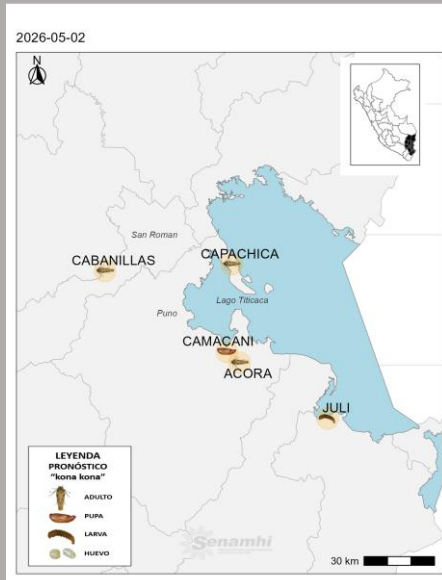 2026-05-02
N
San Roman
CABANILLAS
CAPACHICA
Lago Titicaca
Puno
CAMACANI
ACORA
JULI
LEYENDA
PRONÓSTICO
"kona kona"
ADULTO
PUPA
LARVA
HUEVO
Senamhi
30 km